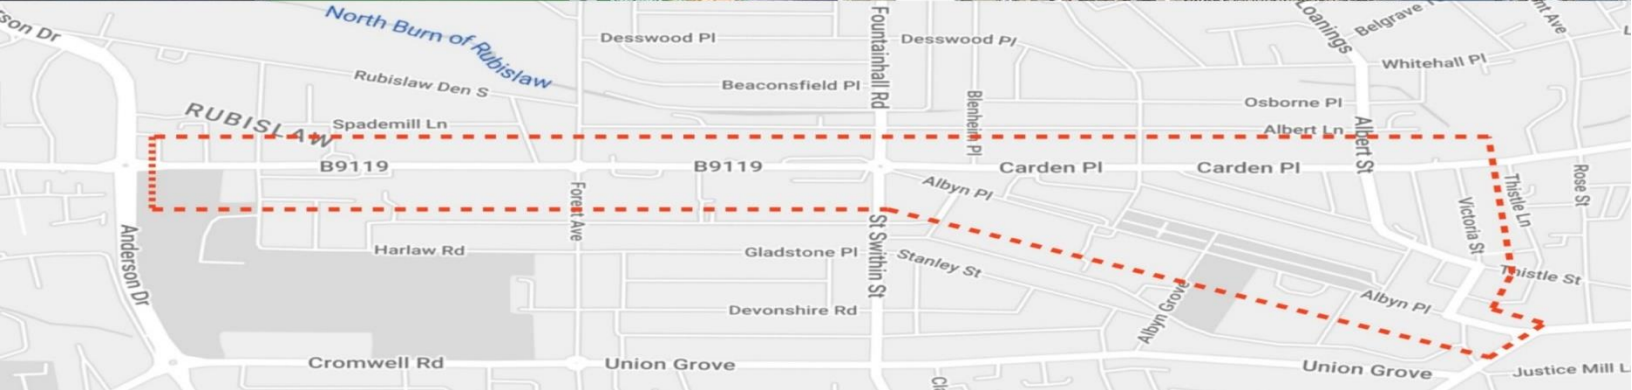 son Dr
North Burn of Rubislaw
Desswood Pl
Fountainhall Rd
Desswood Pl
Loanings
Belgrave
nt Ave
Whitehall Pl
Rubislaw Den S
Beaconsfield Pl
Blenheim Pl
Osborne Pl
RUBISLAW
Spademill Ln
Albert Ln
Albert St
B9119
B9119
Carden Pl
Carden Pl
Albyn Pl
Forest Ave
Thistle Ln
Rose St
Victoria St
Anderson Dr
Harlaw Rd
Gladstone Pl
St Swithin St
Stanley St
Thistle St
Albyn Grove
Albyn Pl
Devonshire Rd
Cromwell Rd
Union Grove
Union Grove
Justice Mill L